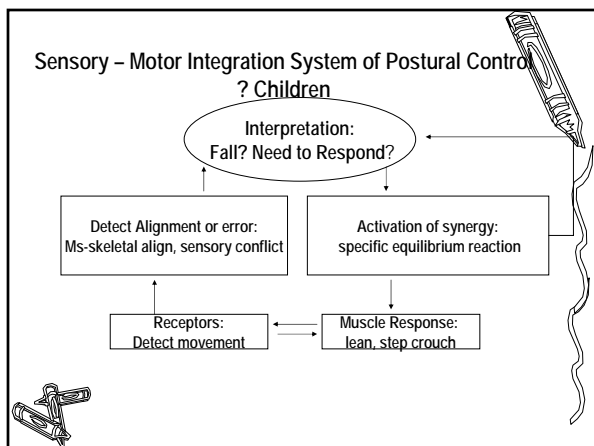 Sensory – Motor Integration System of Postural Control
? Children
Interpretation:
Fall? Need to Respond?
Detect Alignment or error:
Ms-skeletal align, sensory conflict
Activation of synergy:
specific equilibrium reaction
Receptors:
Detect movement
Muscle Response:
lean, step crouch